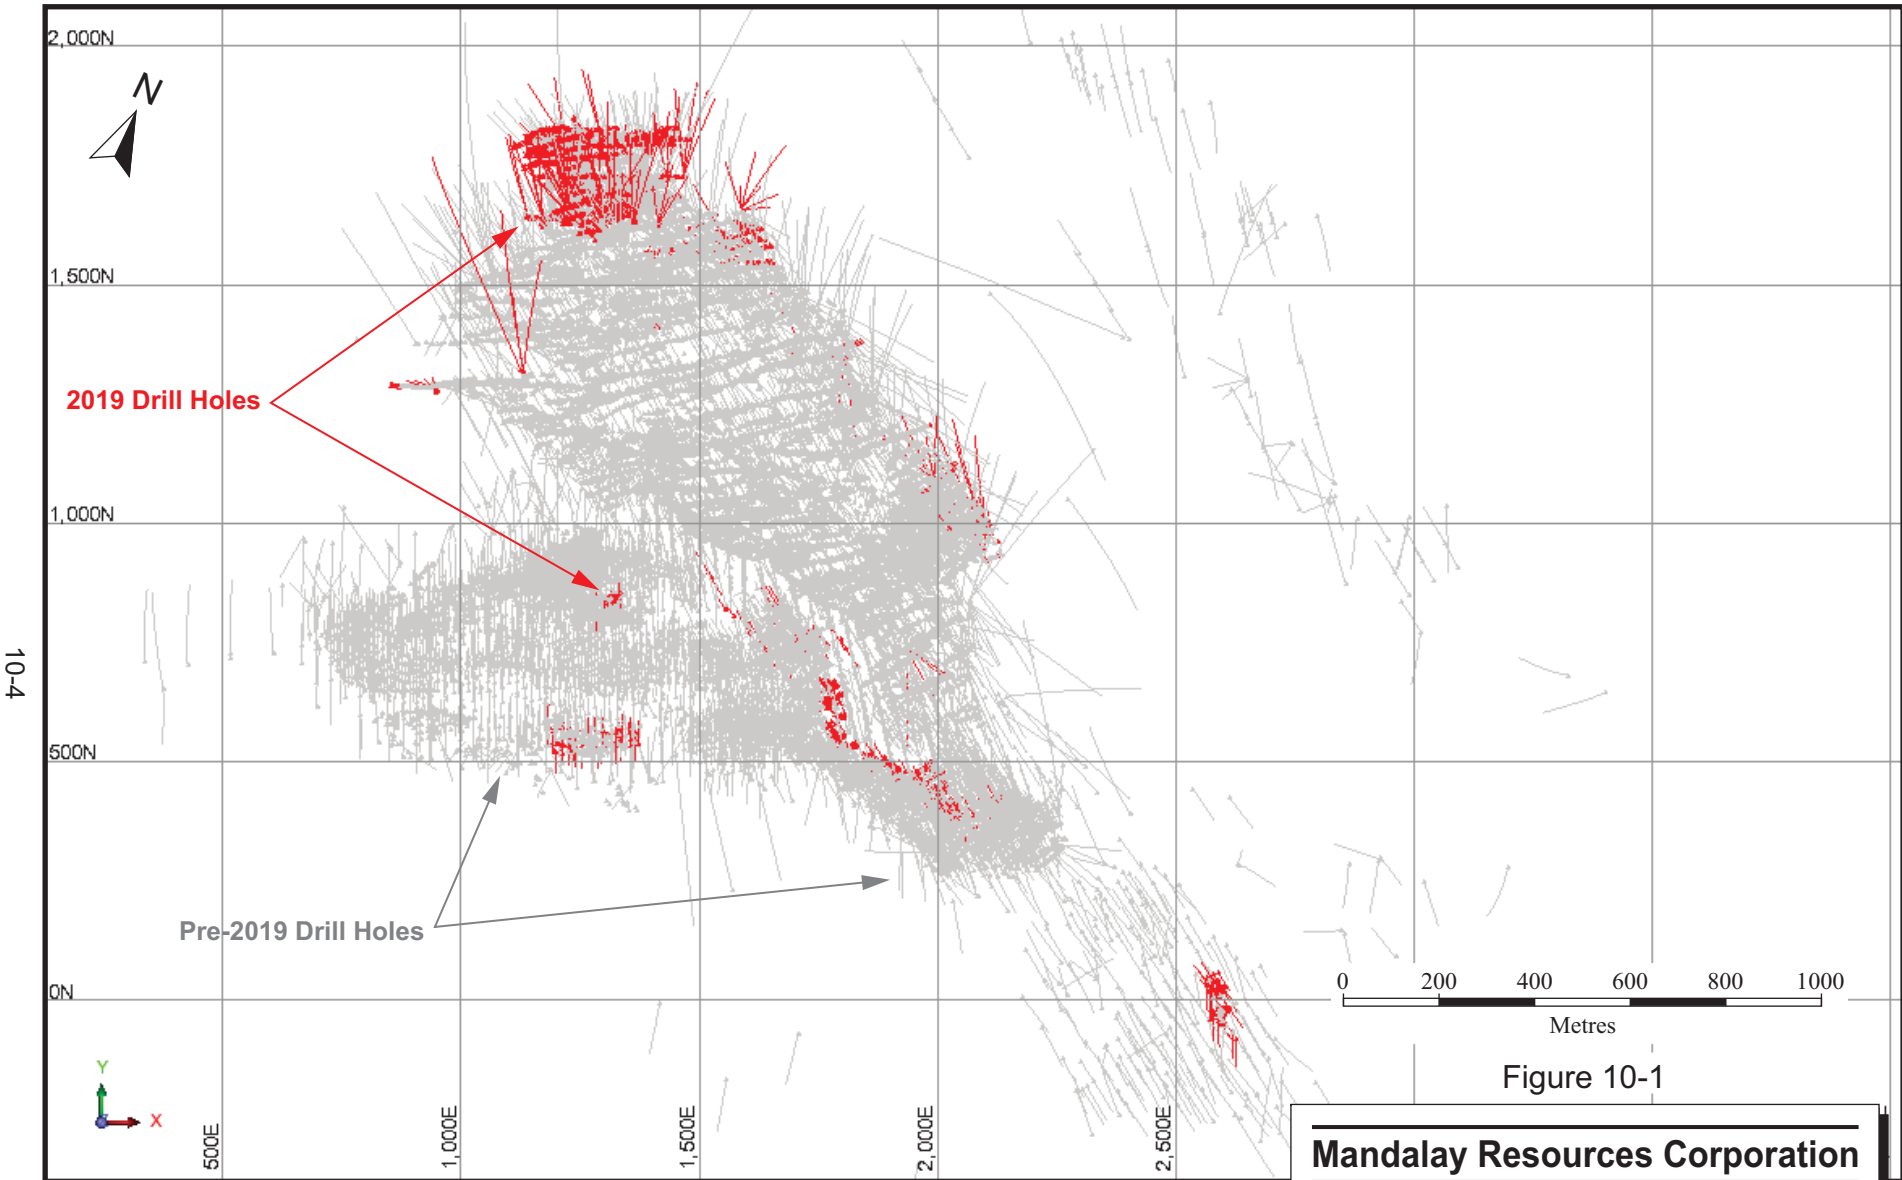 2,000N
N
1,500N
2019 Drill Holes
1,000N
10-4
500N
Pre-2019 Drill Holes
0N
0 200 400 600 800 1000
Metres
Y
X
Figure 10-1
500E
1,000E
1,500E
2,000E
2,500E
Mandalay Resources Corporation